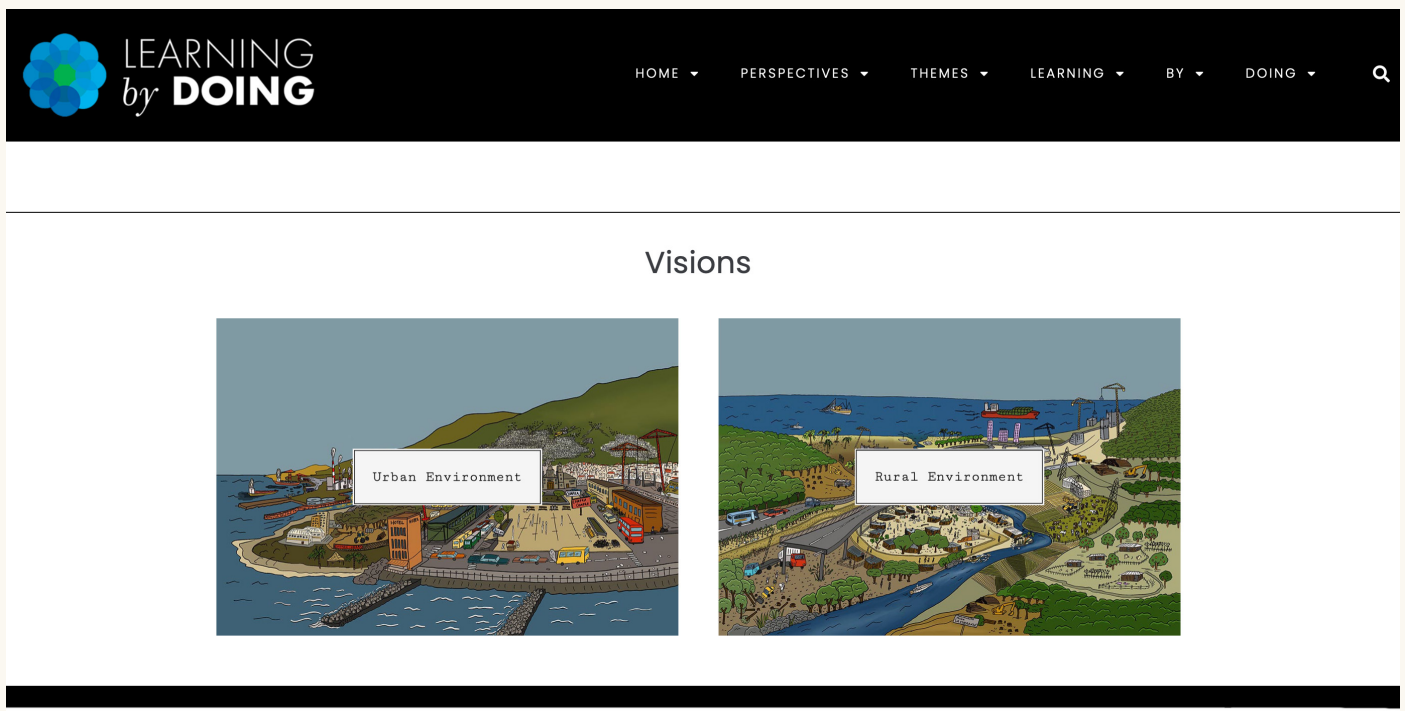 LEARNING
by DOING
HOME PERSPECTIVES THEMES LEARNING BY DOING
Visions
Urban Environment
Rural Environment